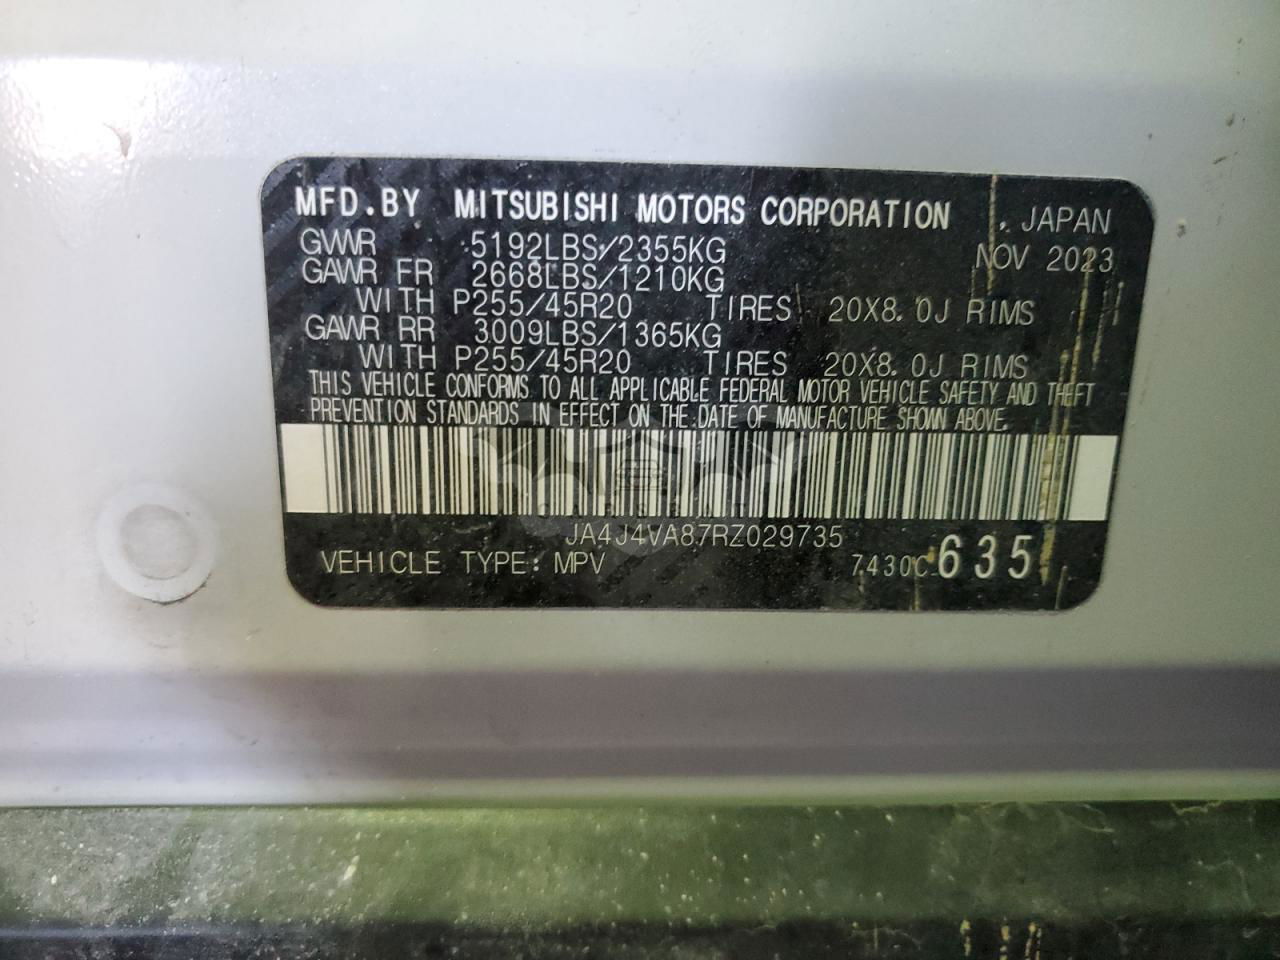 MFD.BY MITSUBISHI MOTORS CORPORATION , JAPAN
GVWR 5192LBS/2355KG NOV 2023
GAWR FR 2668LBS/1210KG
WITH P255/45R20 TIRES 20X8.0J RIMS
GAWR RR 3009LBS/1365KG
WITH P255/45R20 TIRES 20X8.0J RIMS
THIS VEHICLE CONFORMS TO ALL APPLICABLE FEDERAL MOTOR VEHICLE SAFETY AND THEFT
PREVENTION STANDARDS IN EFFECT ON THE DATE OF MANUFACTURE SHOWN ABOVE.
JA4J4VA87RZ029735
VEHICLE TYPE: MPV 7430C 635